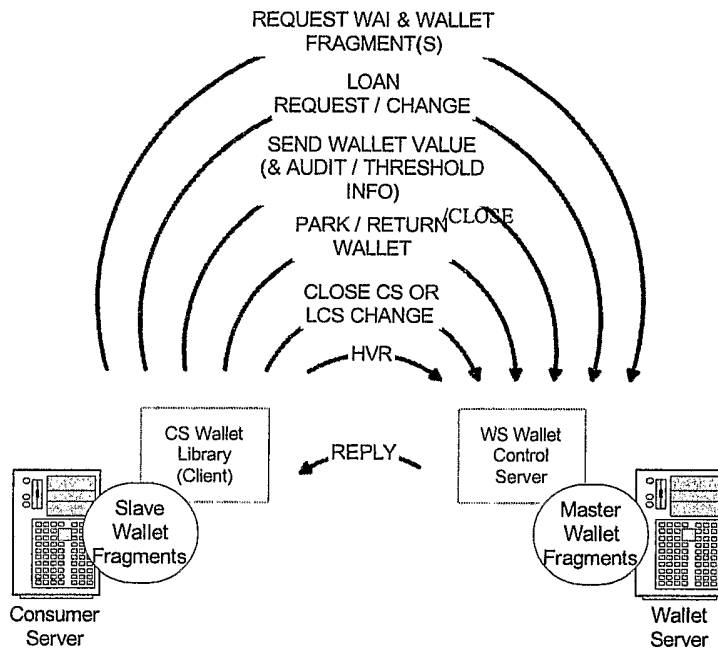 REQUEST WAI & WALLET
FRAGMENT(S)
LOAN
REQUEST / CHANGE
SEND WALLET VALUE
(& AUDIT / THRESHOLD
INFO)
PARK / RETURN /CLOSE
WALLET
CLOSE CS OR
LCS CHANGE
HVR
CS Wallet
Library
(Client)
REPLY
WS Wallet
Control
Server
Slave
Wallet
Fragments
Master
Wallet
Fragments
Consumer
Server
Wallet
Server